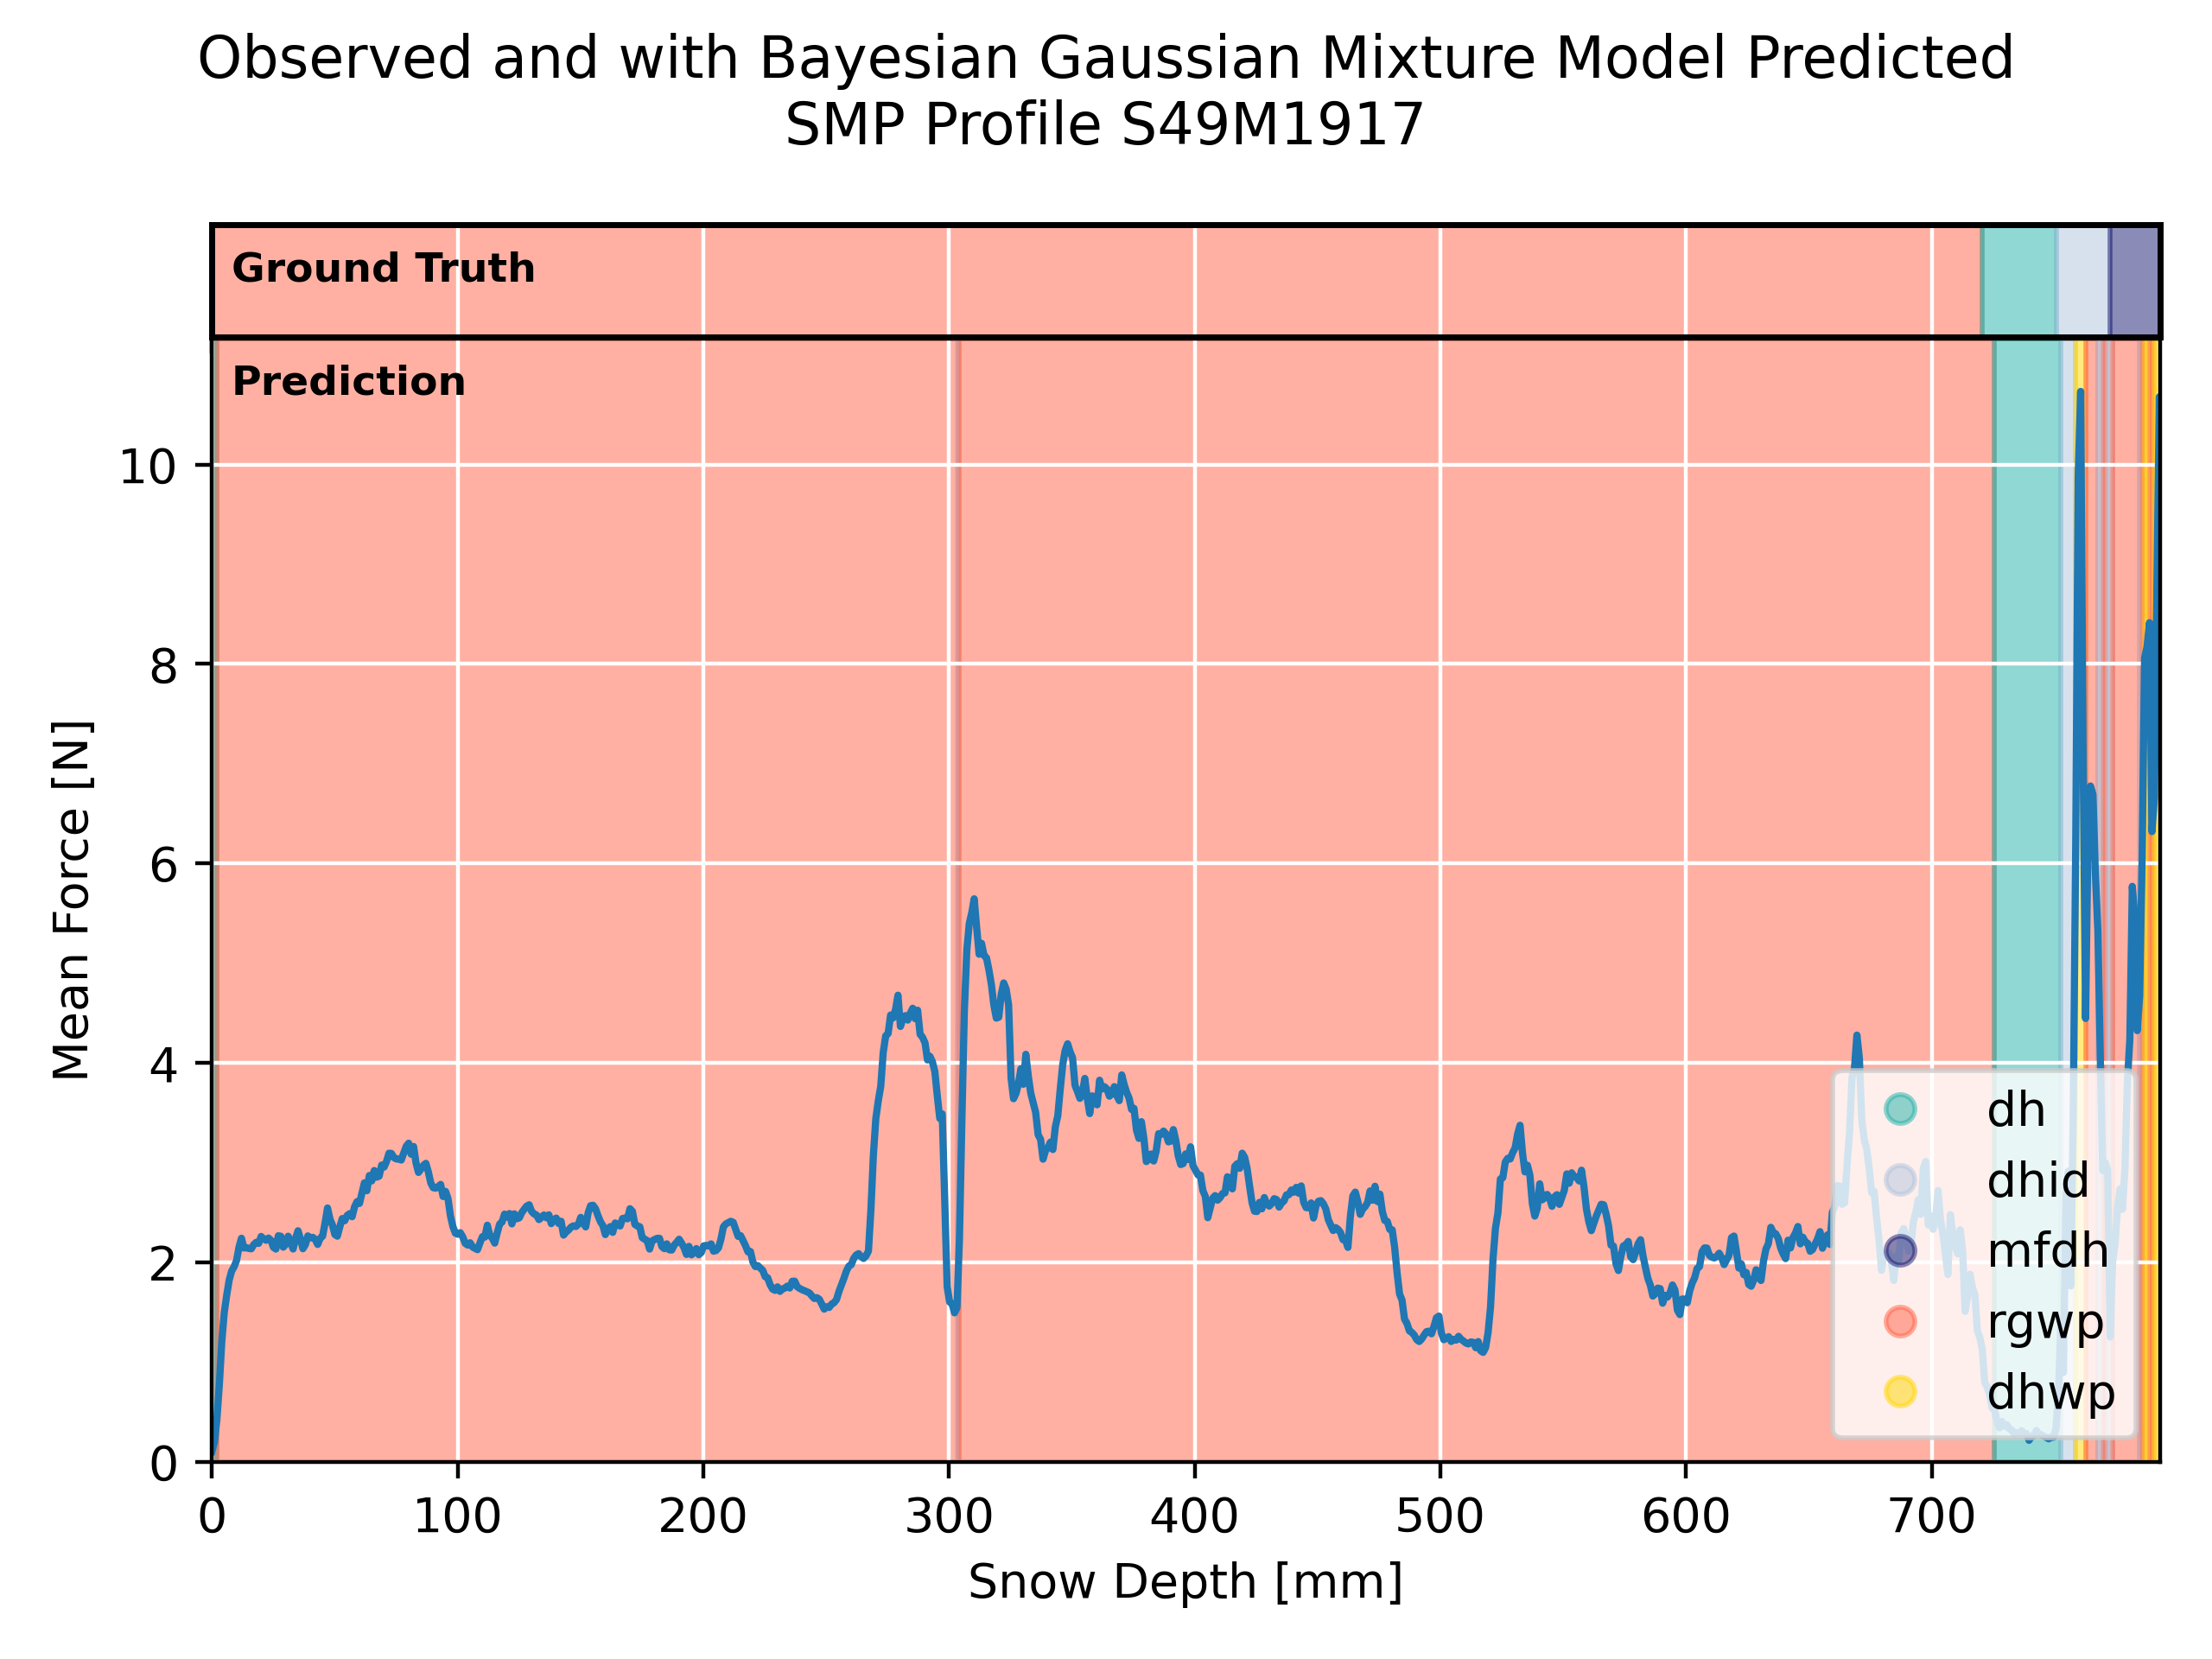 Observed and with Bayesian Gaussian Mixture Model Predicted
SMP Profile S49M1917
Ground Truth
Prediction
10
8
6
4
2
0
Mean Force [N]
dh
dhid
mfdh
rgwp
dhwp
0 100 200 300 400 500 600 700
Snow Depth [mm]